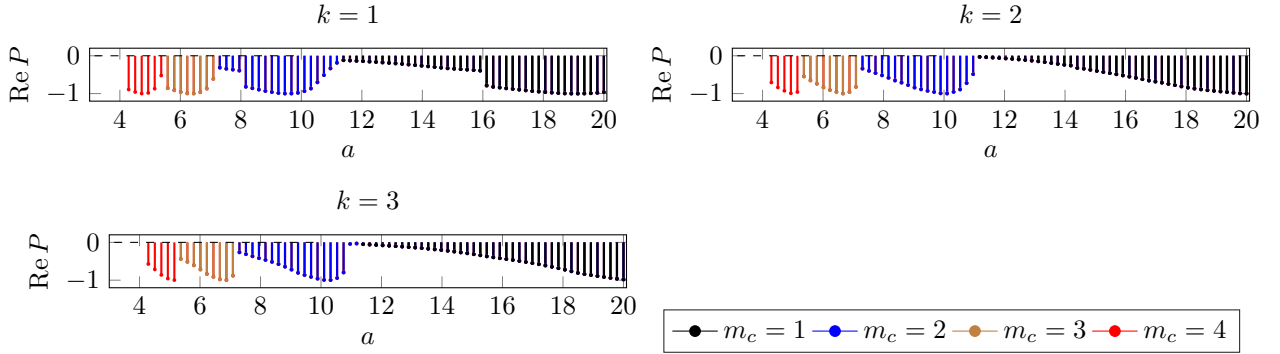 k = 1
Re P
0
−1
4 6 8 10 12 14 16 18 20
a
k = 2
Re P
0
−1
4 6 8 10 12 14 16 18 20
a
k = 3
Re P
0
−1
4 6 8 10 12 14 16 18 20
a
m_c = 1 m_c = 2 m_c = 3 m_c = 4